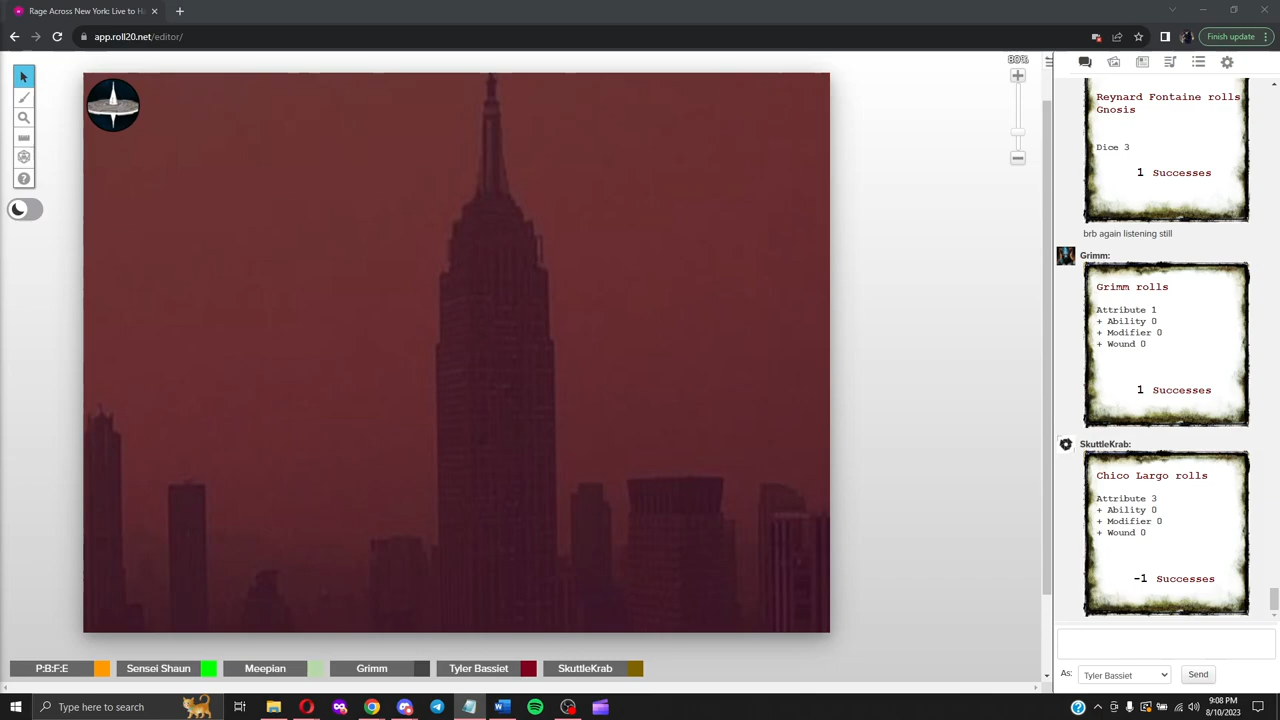 Rage Across New York! Live to Ha
app.roll20.net/editor/
Finish update
80%
Reynard Fontaine rolls
Gnosis
Dice 3
1 Successes
brb again listening still
Grimm:
Grimm rolls
Attribute 1
+ Ability 0
+ Modifier 0
+ Wound 0
1 Successes
SkuttleKrab:
Chico Largo rolls
Attribute 3
+ Ability 0
+ Modifier 0
+ Wound 0
-1 Successes
P:B:F:E
Sensei Shaun
Meepian
Grimm
Tyler Bassiet
SkuttleKrab
As:
Tyler Bassiet
Send
Type here to search
9:08 PM
8/10/2023